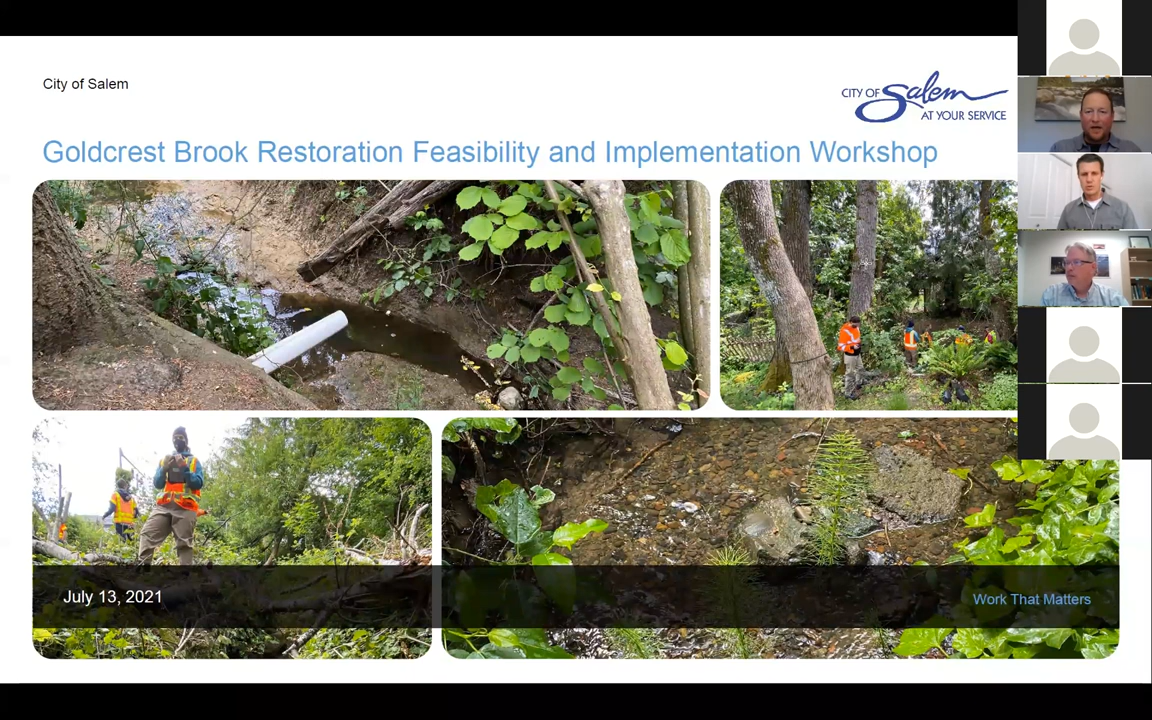 City of Salem
CITY OF Salem
AT YOUR SERVICE
Goldcrest Brook Restoration Feasibility and Implementation Workshop
July 13, 2021
Work That Matters